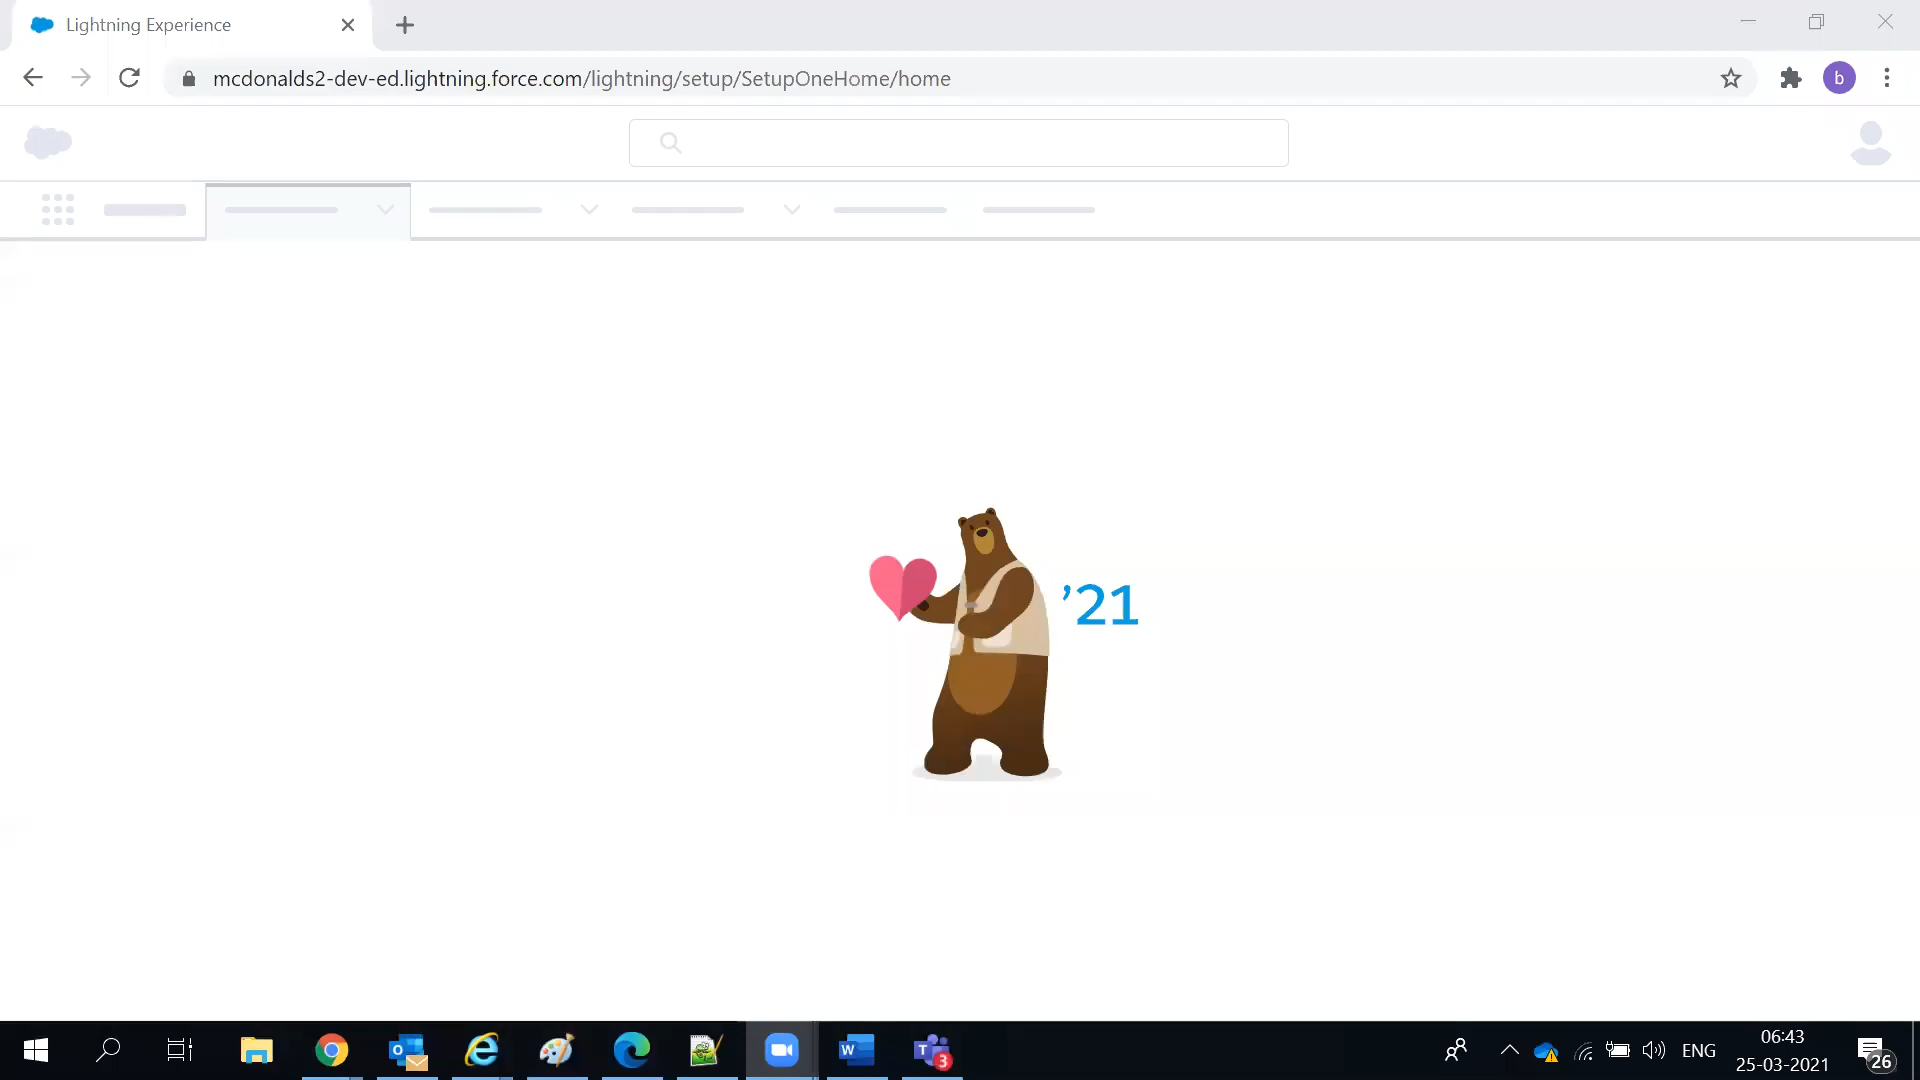 Lightning Experience
mcdonalds2-dev-ed.lightning.force.com/lightning/setup/SetupOneHome/home
b
’21
3
ENG
06:43
25-03-2021
26